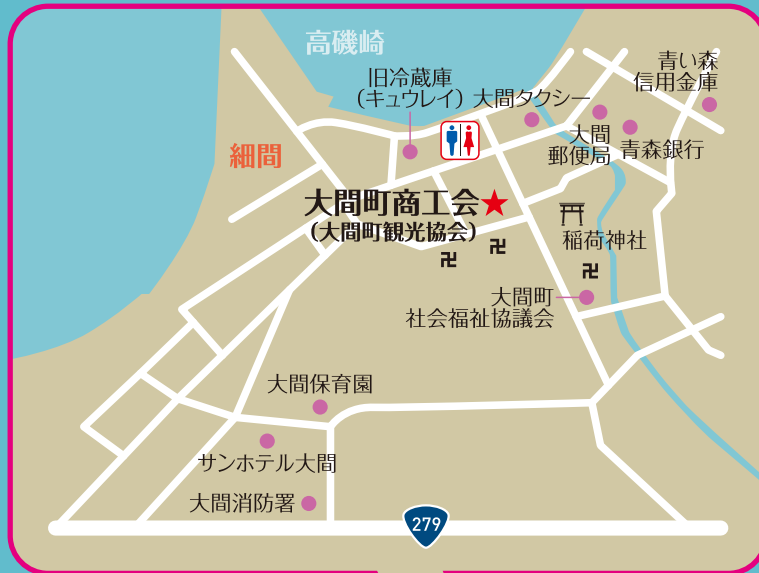 高磯崎
青い森
信用金庫
旧冷蔵庫
(キュウレイ)
大間タクシー
大間
郵便局
青森銀行
細間
大間町商工会★
(大間町観光協会)
稲荷神社
大間町
社会福祉協議会
大間保育園
サンホテル大間
大間消防署
279